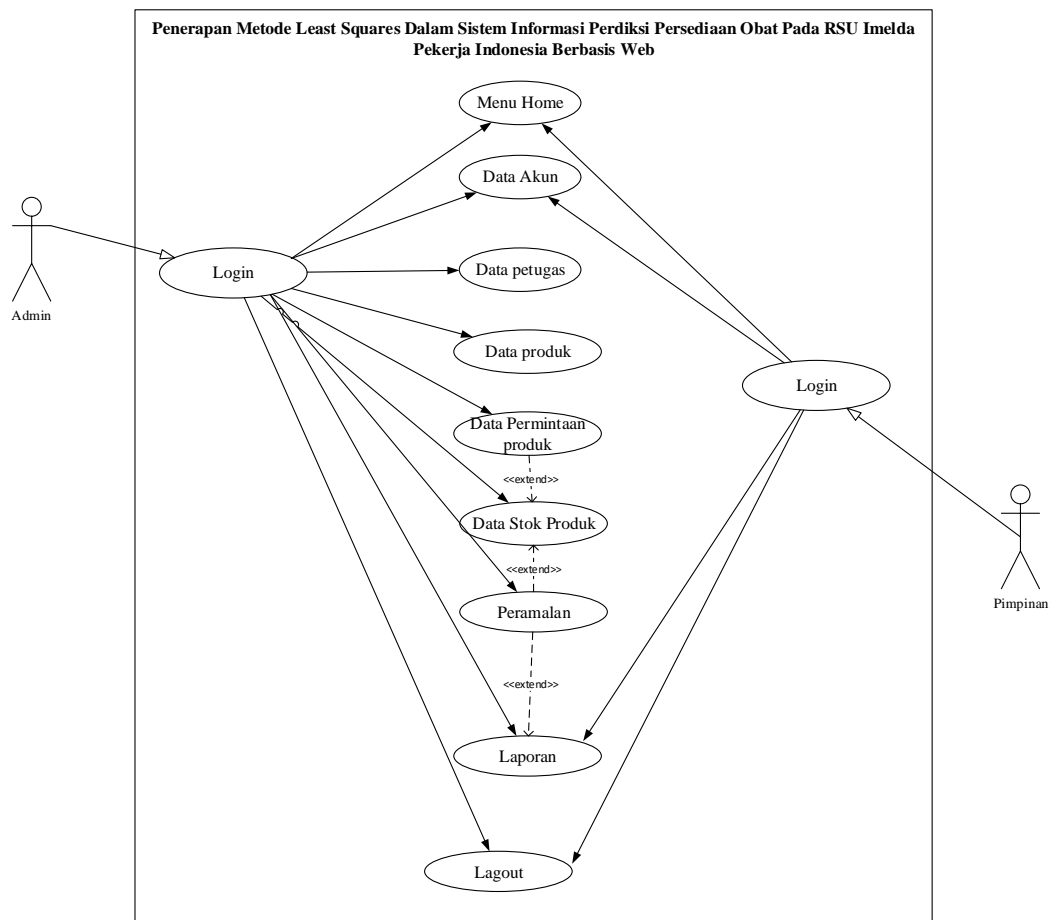 Penerapan Metode Least Squares Dalam Sistem Informasi Perdiksi Persediaan Obat Pada RSU Imelda
Pekerja Indonesia Berbasis Web
Menu Home
Data Akun
Login
Data petugas
Admin
Data produk
Login
Data Permintaan
produk
<<extend>>
Data Stok Produk
<<extend>>
Peramalan
Pimpinan
<<extend>>
Laporan
Lagout